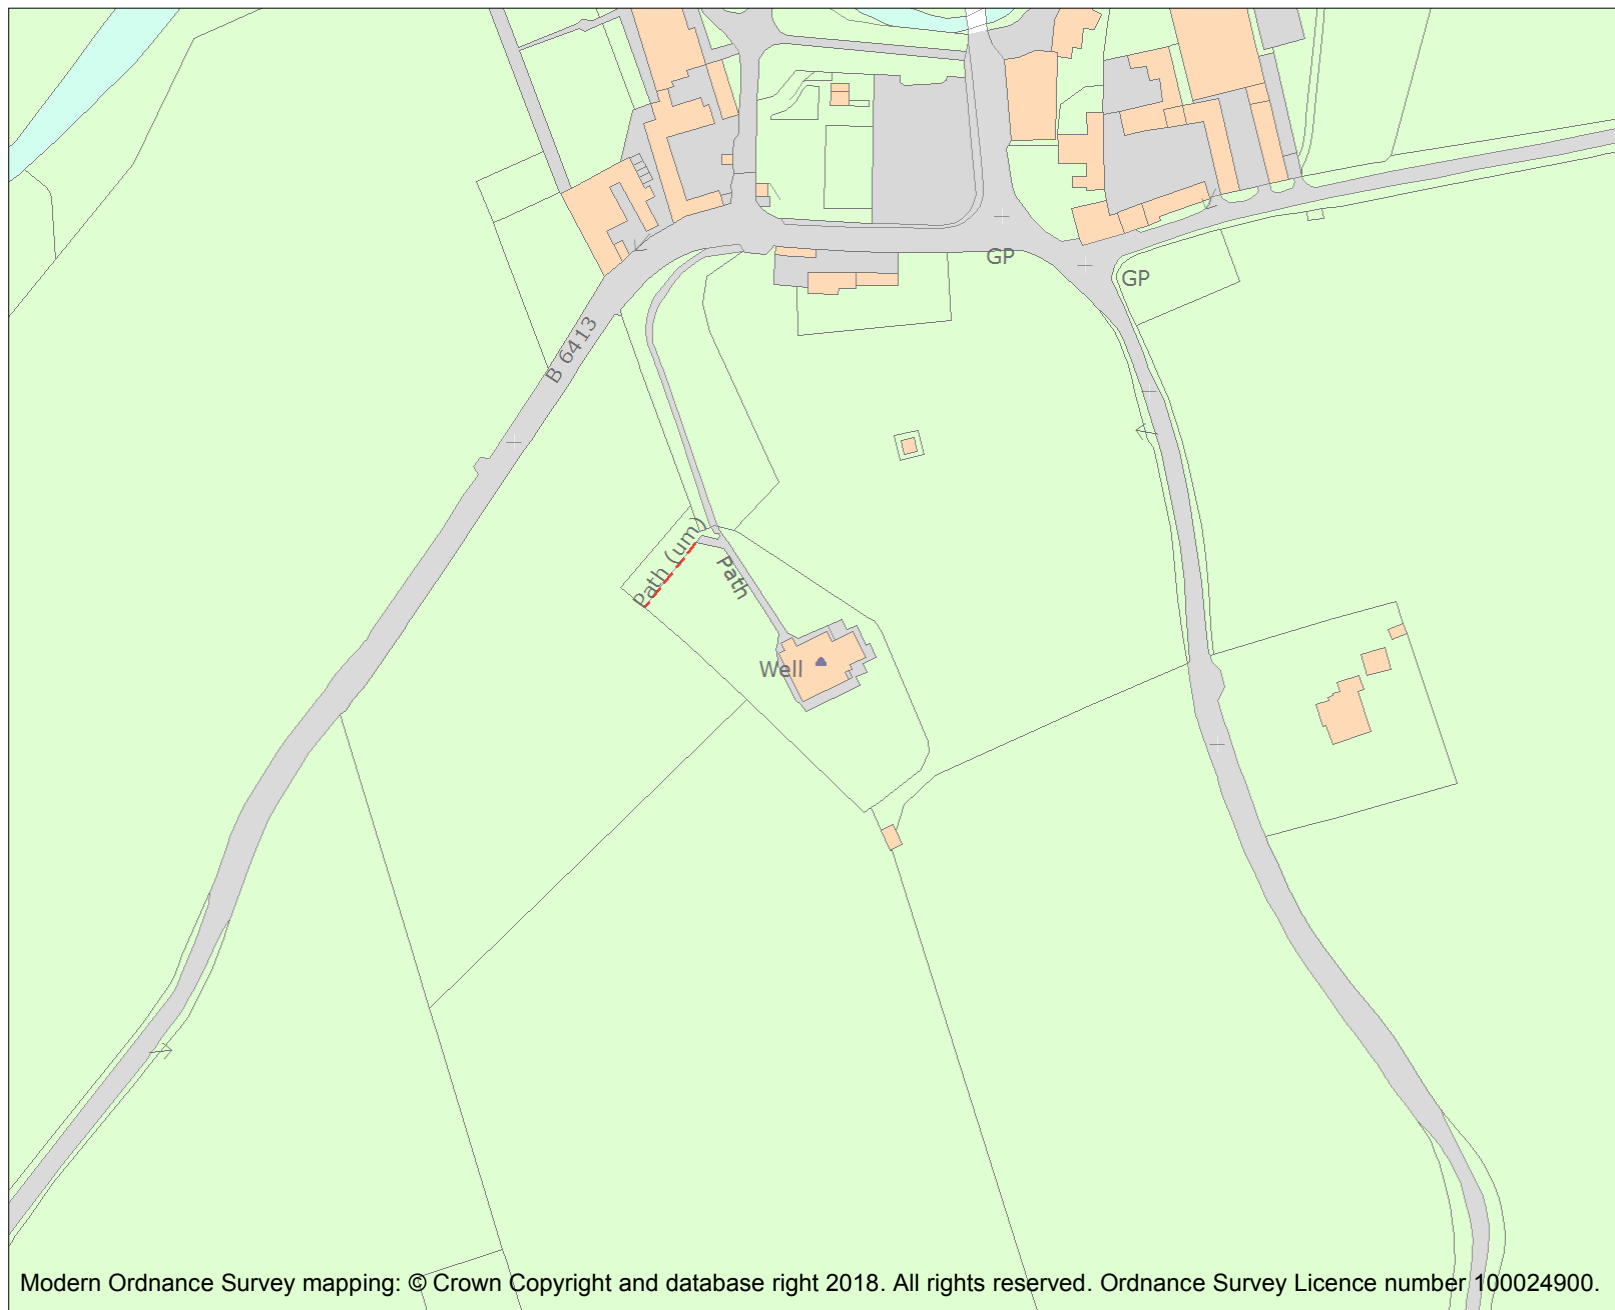 GP
GP
B 6413
Path (um)
Path
Well
Modern Ordnance Survey mapping: © Crown Copyright and database right 2018. All rights reserved. Ordnance Survey Licence number 100024900.